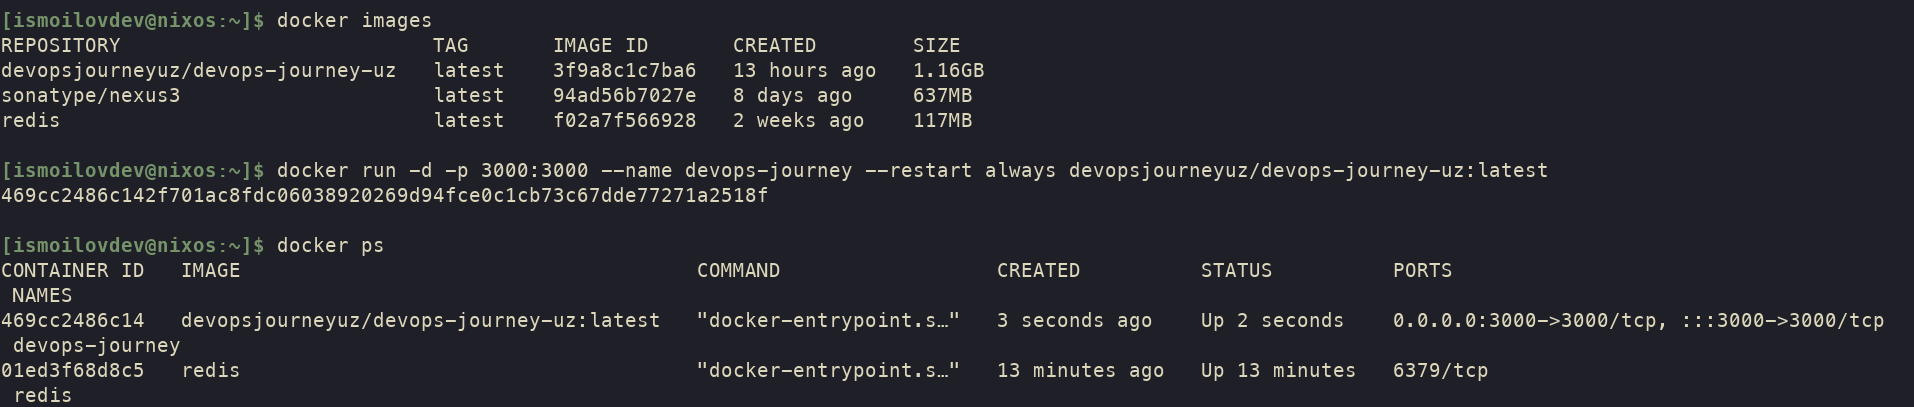 [ismoilovdev@nixos:~]$ docker images
REPOSITORY                          TAG       IMAGE ID       CREATED        SIZE
devopsjourneyuz/devops-journey-uz   latest    3f9a8c1c7ba6   13 hours ago   1.16GB
sonatype/nexus3                     latest    94ad56b7027e   8 days ago     637MB
redis                               latest    f02a7f566928   2 weeks ago    117MB
[ismoilovdev@nixos:~]$ docker run -d -p 3000:3000 --name devops-journey --restart always devopsjourneyuz/devops-journey-uz:latest
469cc2486c142f701ac8fdc06038920269d94fce0c1cb73c67dde77271a2518f
[ismoilovdev@nixos:~]$ docker ps
CONTAINER ID   IMAGE                                      COMMAND                  CREATED          STATUS          PORTS
 NAMES
469cc2486c14   devopsjourneyuz/devops-journey-uz:latest   "docker-entrypoint.s…"   3 seconds ago    Up 2 seconds    0.0.0.0:3000->3000/tcp, :::3000->3000/tcp
 devops-journey
01ed3f68d8c5   redis                                      "docker-entrypoint.s…"   13 minutes ago   Up 13 minutes   6379/tcp
 redis